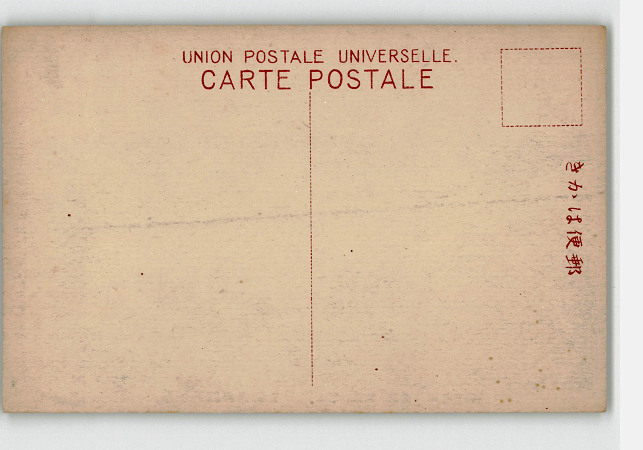 UNION POSTALE UNIVERSELLE.
CARTE POSTALE
きかは便郵